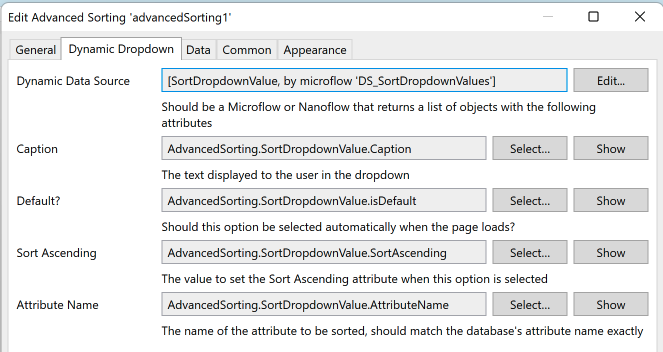 Edit Advanced Sorting 'advancedSorting1'
General Dynamic Dropdown Data Common Appearance
Dynamic Data Source [SortDropdownValue, by microflow 'DS_SortDropdownValues'] Edit...
Should be a Microflow or Nanoflow that returns a list of objects with the following
attributes
Caption AdvancedSorting.SortDropdownValue.Caption Select... Show
The text displayed to the user in the dropdown
Default? AdvancedSorting.SortDropdownValue.isDefault Select... Show
Should this option be selected automatically when the page loads?
Sort Ascending AdvancedSorting.SortDropdownValue.SortAscending Select... Show
The value to set the Sort Ascending attribute when this option is selected
Attribute Name AdvancedSorting.SortDropdownValue.AttributeName Select... Show
The name of the attribute to be sorted, should match the database's attribute name exactly